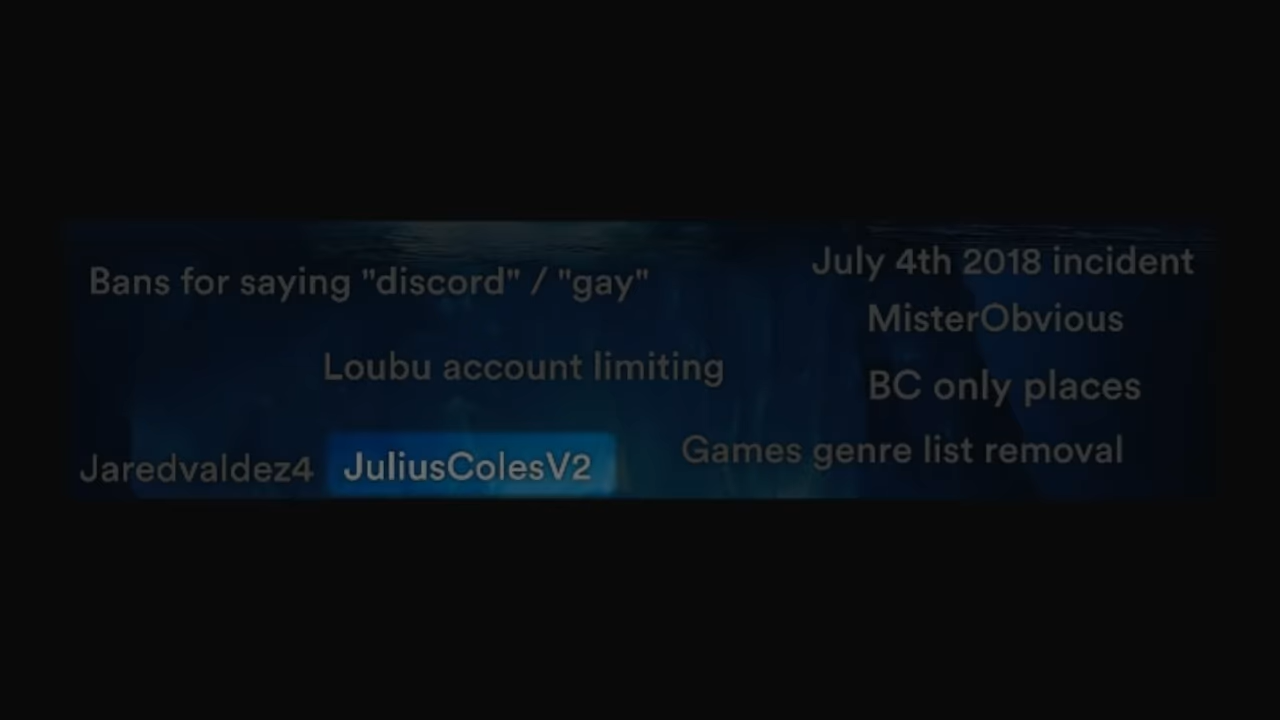 Bans for saying "discord" / "gay"
July 4th 2018 incident
MisterObvious
Loubu account limiting
BC only places
Games genre list removal
Jaredvaldez4
JuliusColesV2